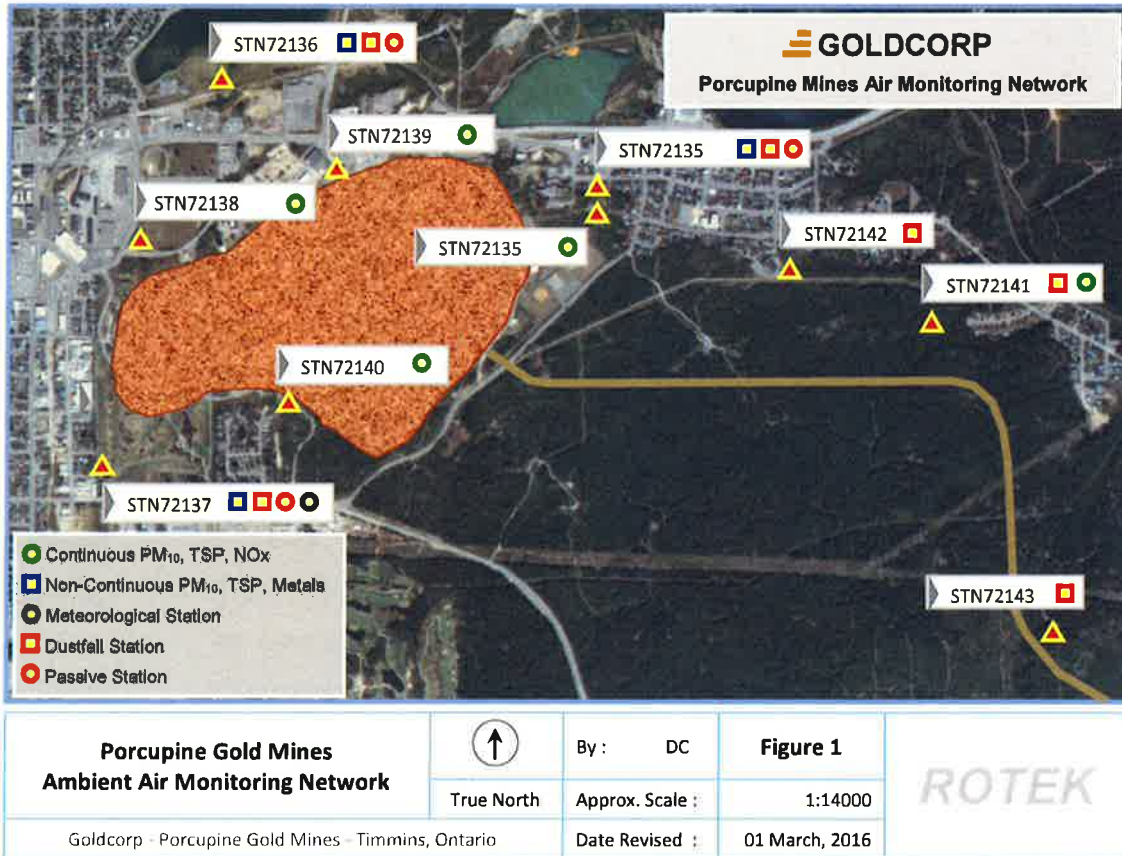 GOLDCORP
Porcupine Mines Air Monitoring Network
STN72136
STN72139
STN72135
STN72138
STN72142
STN72135
STN72141
STN72140
STN72137
STN72143
Continuous PM₁₀, TSP, NOx
Non-Continuous PM₁₀, TSP, Metals
Meteorological Station
Dustfall Station
Passive Station
Porcupine Gold Mines
Ambient Air Monitoring Network
Goldcorp - Porcupine Gold Mines - Timmins, Ontario
True North
By : DC
Approx. Scale : 1:14000
Date Revised : 01 March, 2016
Figure 1
ROTEK